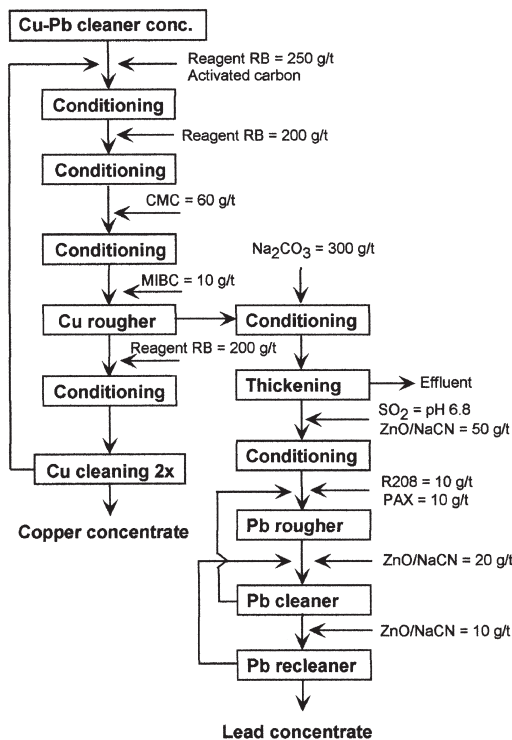 Cu-Pb cleaner conc.
Reagent RB = 250 g/t
Activated carbon
Conditioning
Reagent RB = 200 g/t
Conditioning
CMC = 60 g/t
Conditioning
MIBC = 10 g/t
Cu rougher
Reagent RB = 200 g/t
Conditioning
Cu cleaning 2x
Copper concentrate
Na₂CO₃ = 300 g/t
Conditioning
Thickening
Effluent
SO₂ = pH 6.8
ZnO/NaCN = 50 g/t
Conditioning
R208 = 10 g/t
PAX = 10 g/t
Pb rougher
ZnO/NaCN = 20 g/t
Pb cleaner
ZnO/NaCN = 10 g/t
Pb recleaner
Lead concentrate